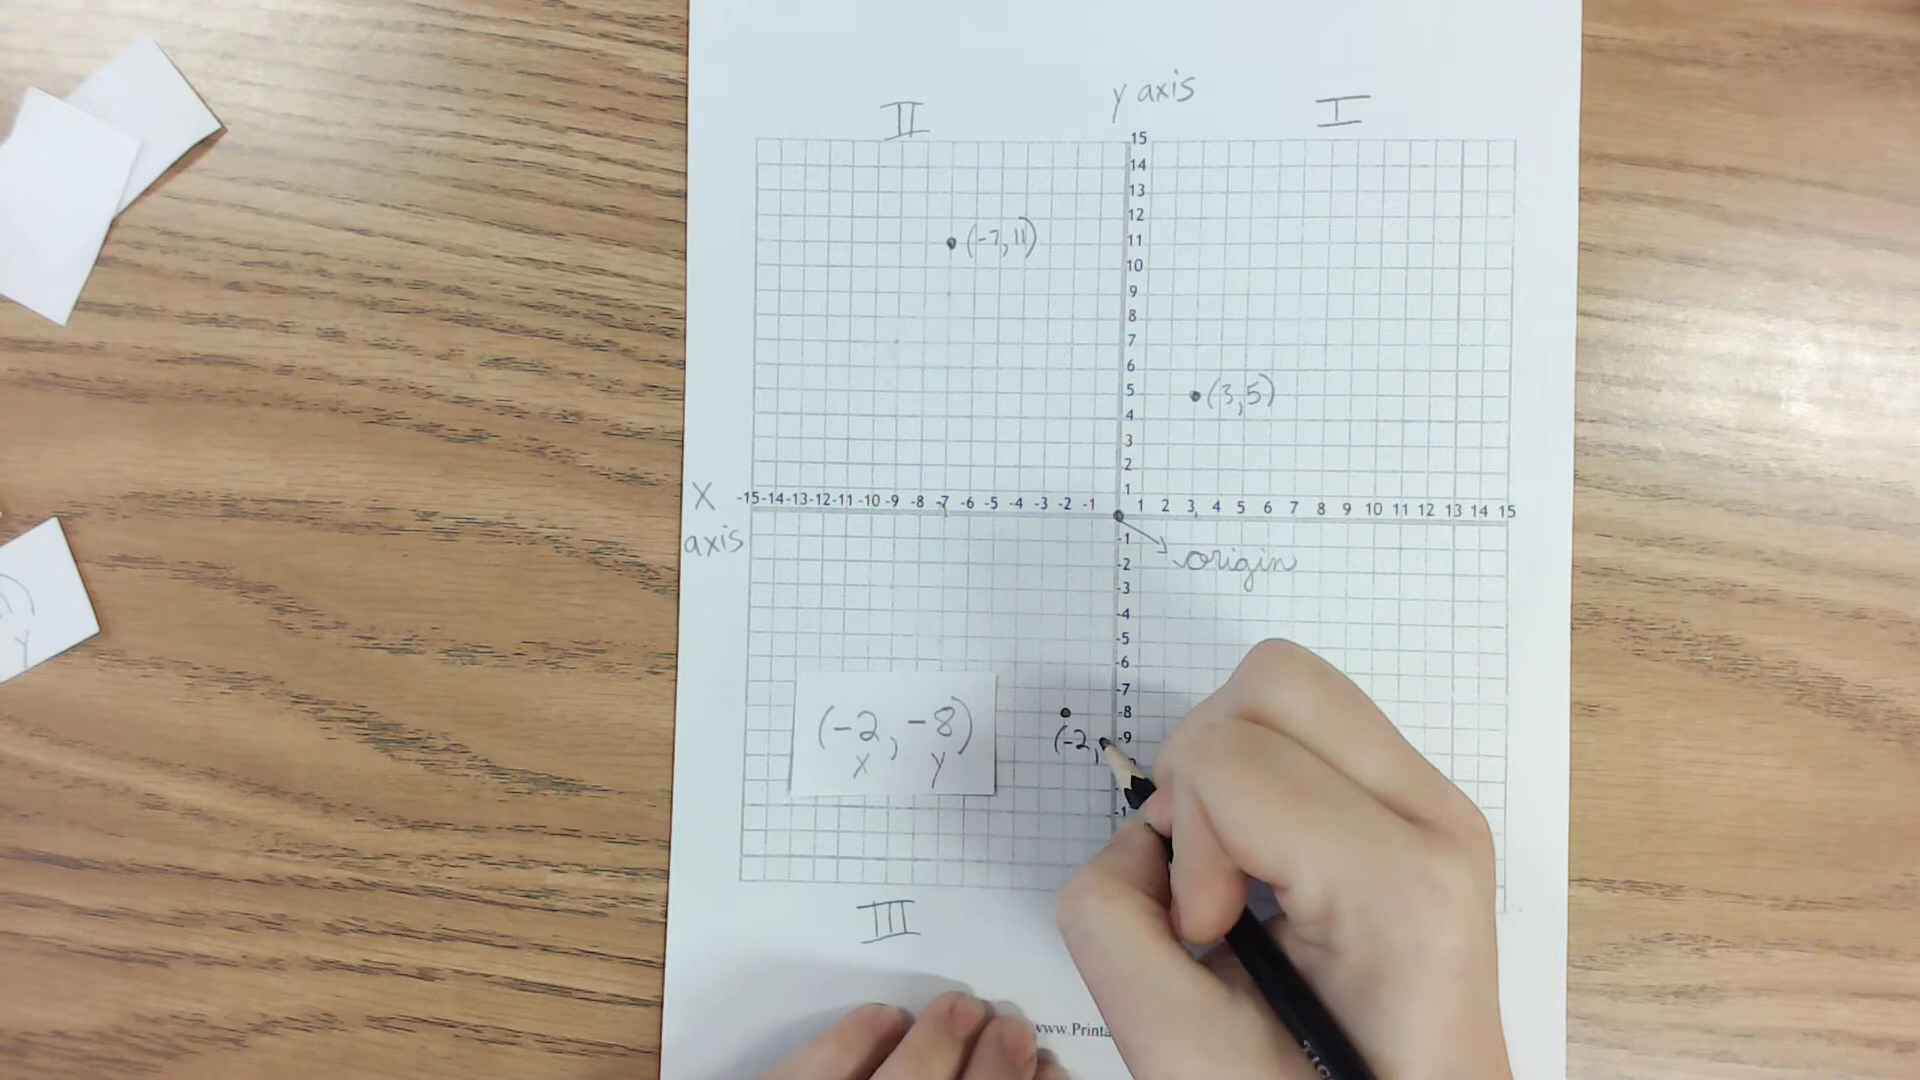 y axis
II
I
15
14
13
12
(-7, 11)
11
10
9
8
7
6
(3, 5)
5
4
3
2
1
X
axis
-15 -14 -13 -12 -11 -10 -9 -8 -7 -6 -5 -4 -3 -2 -1 1 2 3 4 5 6 7 8 9 10 11 12 13 14 15
-1
origin
-2
-3
-4
-5
-6
-7
-8
(-2, -8)
x y
(-2,
-9
III
y